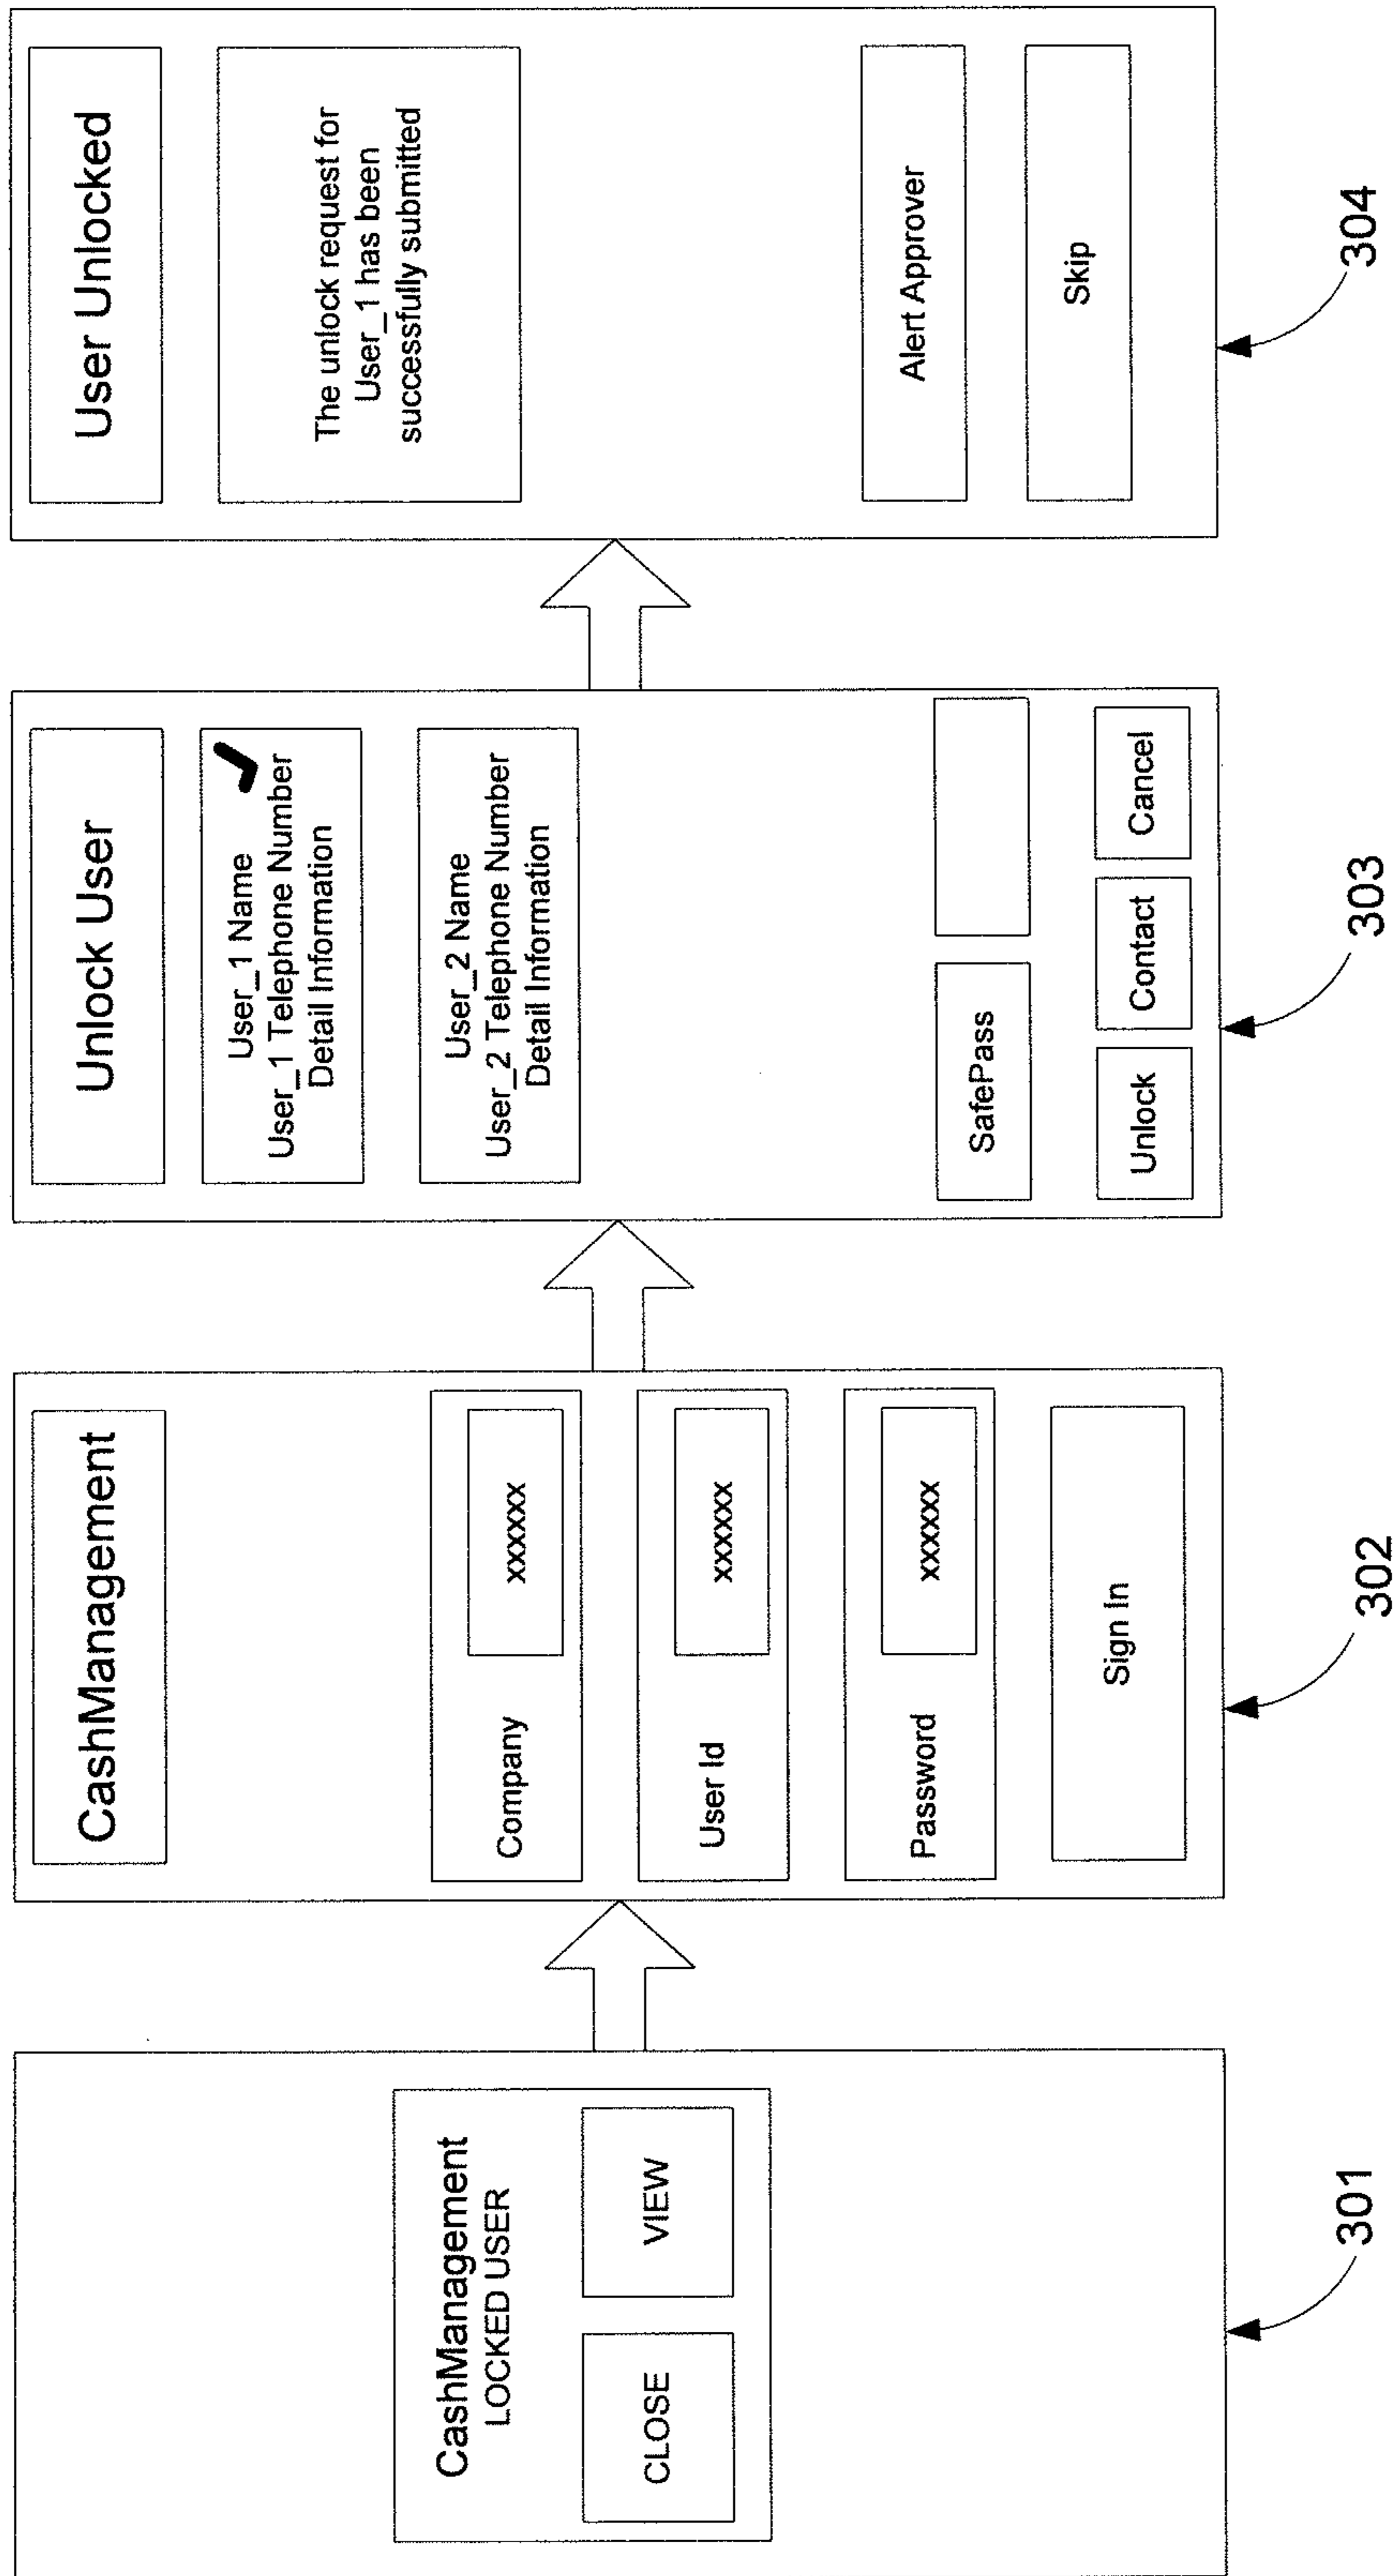 CashManagement
LOCKED USER
CLOSE
VIEW
301
CashManagement
Company
xxxxxx
User Id
xxxxxx
Password
xxxxxx
Sign In
302
Unlock User
User_1 Name
User_1 Telephone Number
Detail Information
User_2 Name
User_2 Telephone Number
Detail Information
SafePass
Unlock
Contact
Cancel
303
User Unlocked
The unlock request for
User_1 has been
successfully submitted
Alert Approver
Skip
304